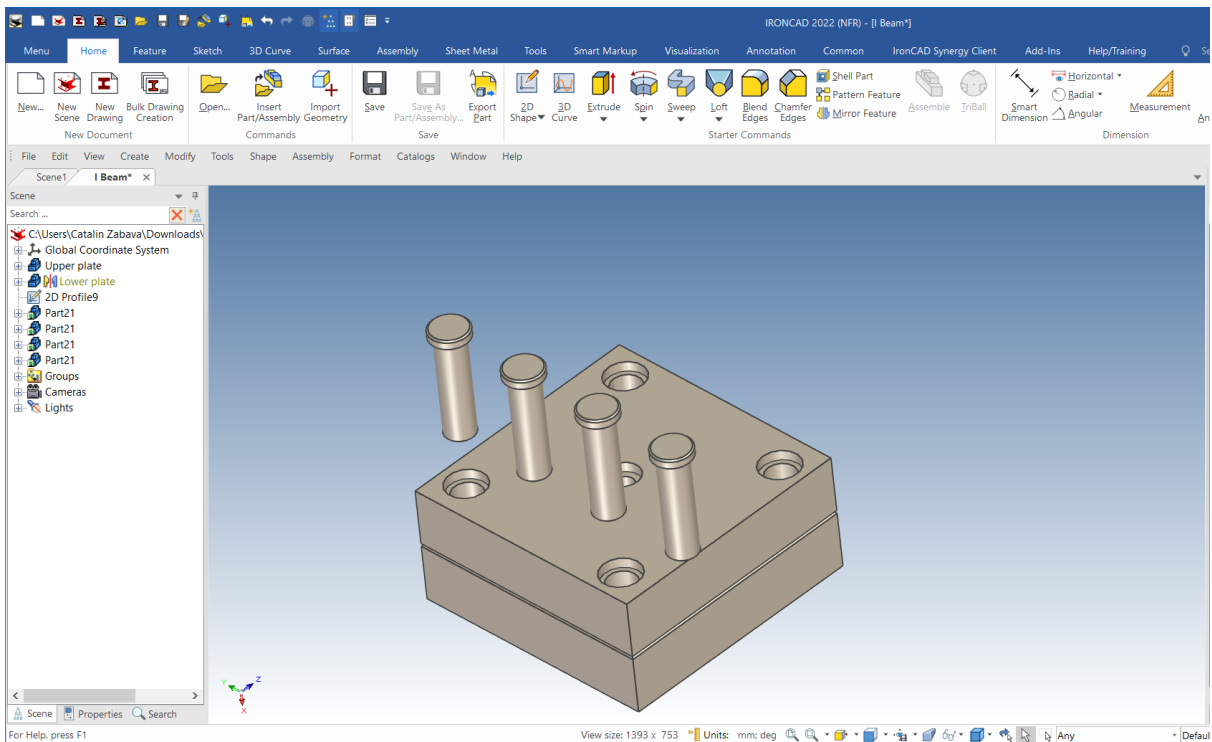 IRONCAD 2022 (NFR) - [I Beam*]
Menu Home Feature Sketch 3D Curve Surface Assembly Sheet Metal Tools Smart Markup Visualization Annotation Common IronCAD Synergy Client Add-Ins Help/Training
New... New Scene New Drawing Bulk Drawing Creation Open... Insert Part/Assembly Import Geometry Save Save As Part/Assembly... Export Part 2D Shape 3D Curve Extrude Spin Sweep Loft Blend Edges Chamfer Edges Shell Part Assemble TriBall Smart Dimension Horizontal Measurement
Pattern Feature Radial
Mirror Feature Angular
New Document Commands Save Starter Commands Dimension
File Edit View Create Modify Tools Shape Assembly Format Catalogs Window Help
Scene1 I Beam*
Scene
Search ...
C:\Users\Catalin Zabava\Downloads\
Global Coordinate System
Upper plate
Lower plate
2D Profile9
Part21
Part21
Part21
Part21
Groups
Cameras
Lights
Y Z
X
Scene Properties Search
For Help, press F1 View size: 1393 x 753 Units: mm: deg Any